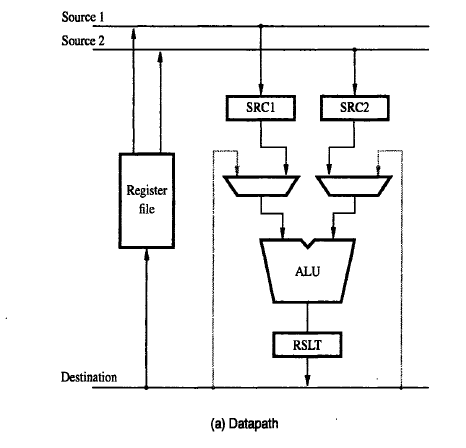 Source 1
Source 2
SRC1
SRC2
Register
file
ALU
RSLT
Destination
(a) Datapath